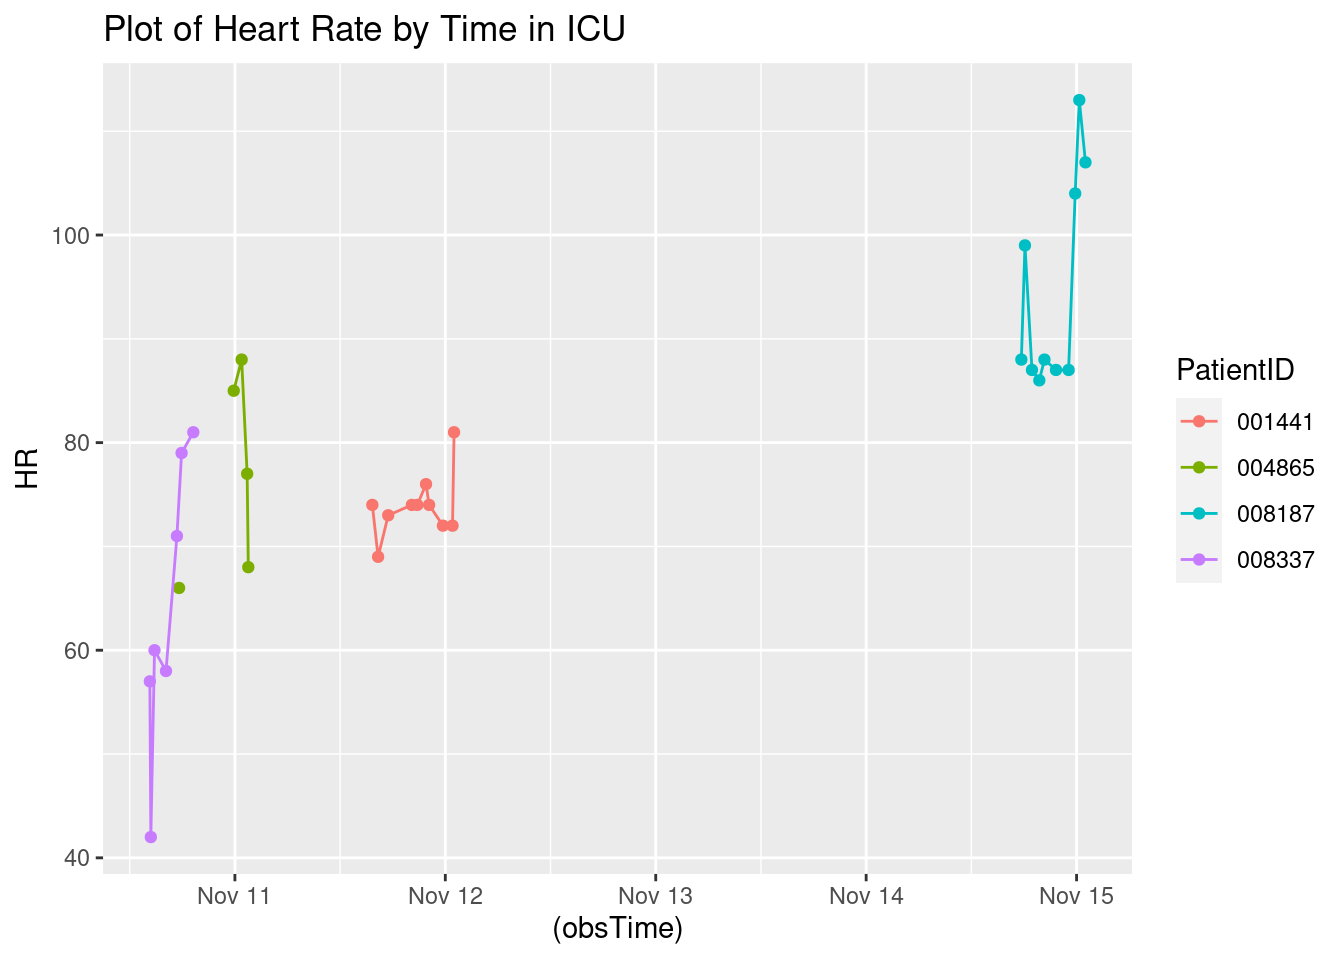 Plot of Heart Rate by Time in ICU
100
80
60
40
HR
Nov 11 Nov 12 Nov 13 Nov 14 Nov 15
(obsTime)
PatientID
001441
004865
008187
008337